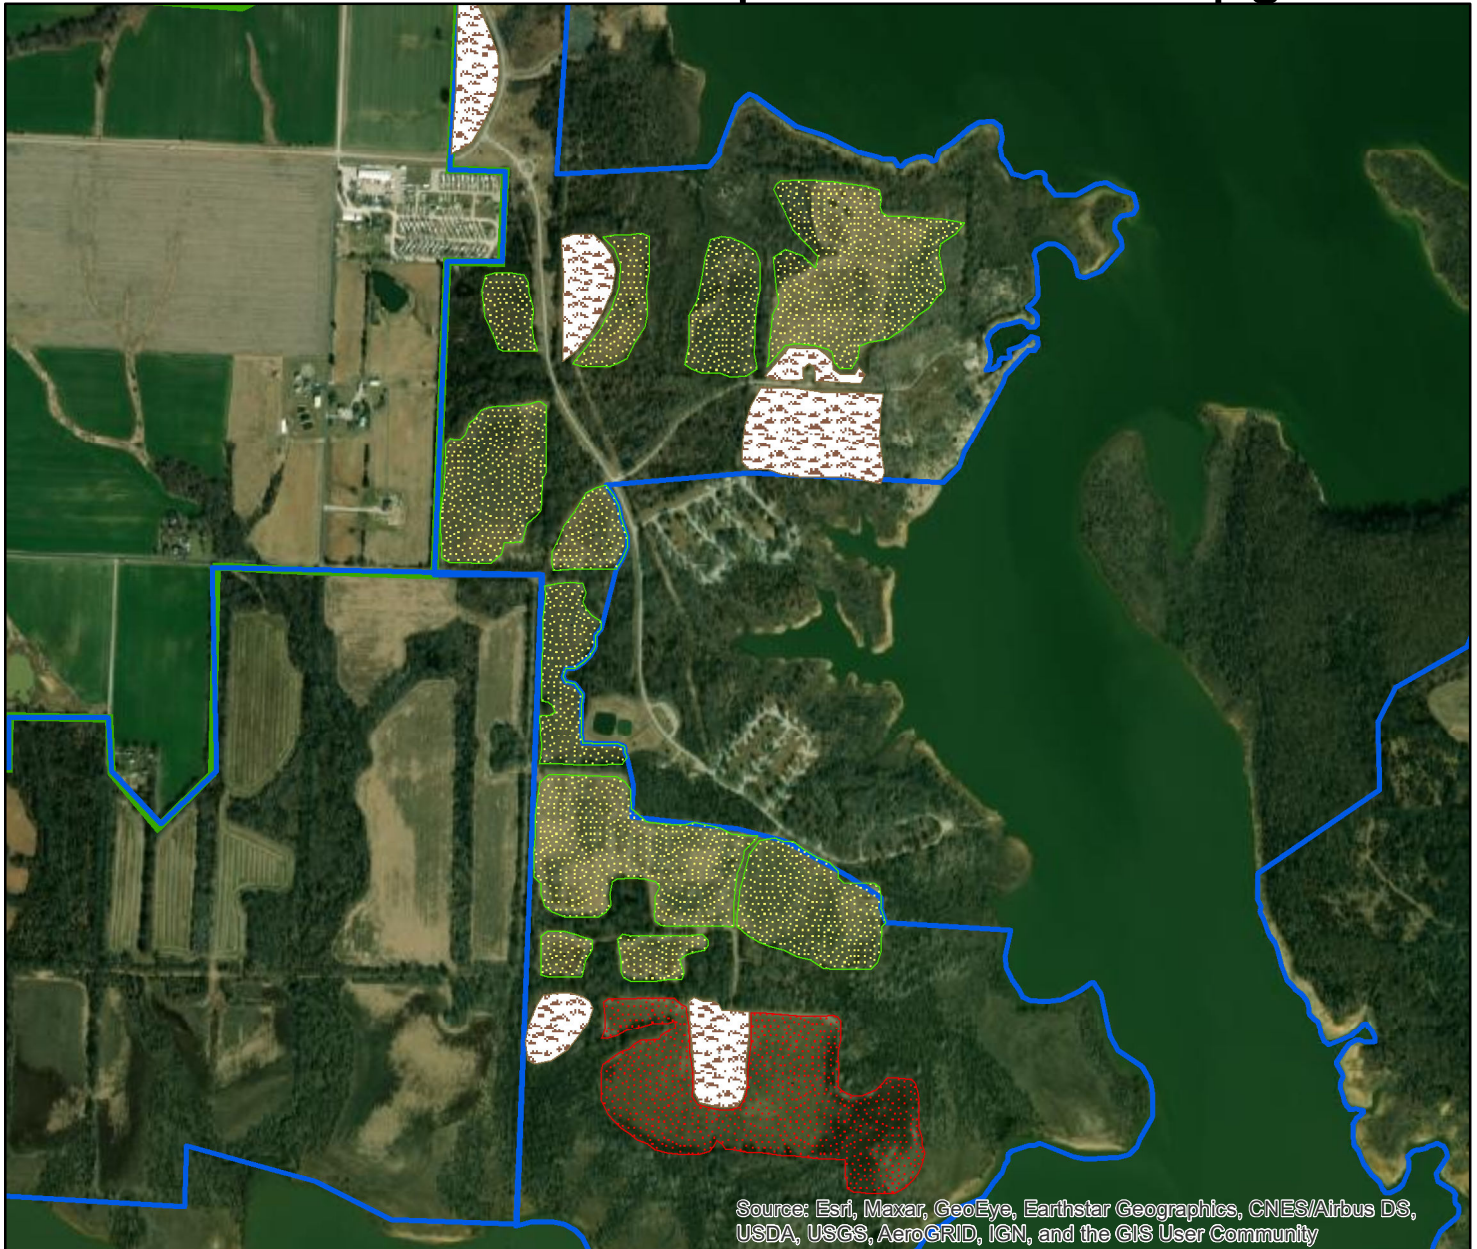 Source: Esri, Maxar, GeoEye, Earthstar Geographics, CNES/Airbus DS,
USDA, USGS, AeroGRID, IGN, and the GIS User Community